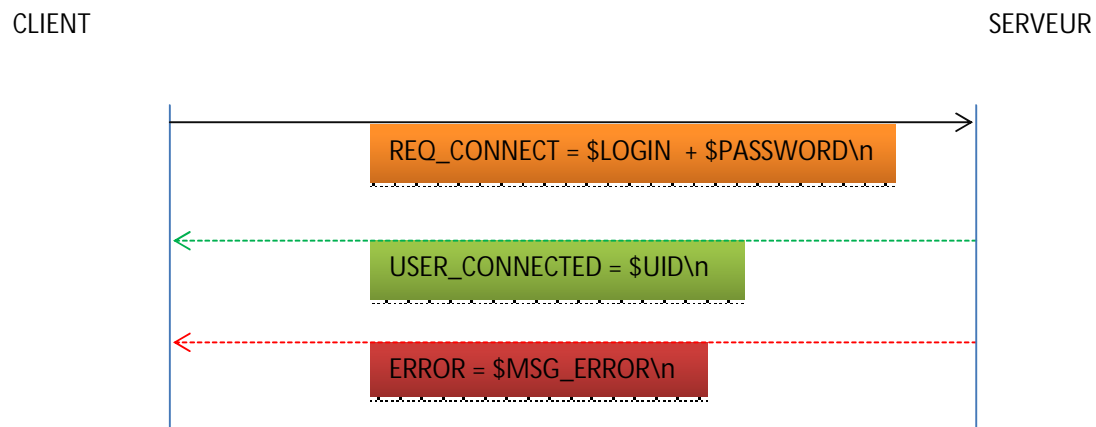 CLIENT SERVEUR
REQ_CONNECT = $LOGIN + $PASSWORD\n
USER_CONNECTED = $UID\n
ERROR = $MSG_ERROR\n